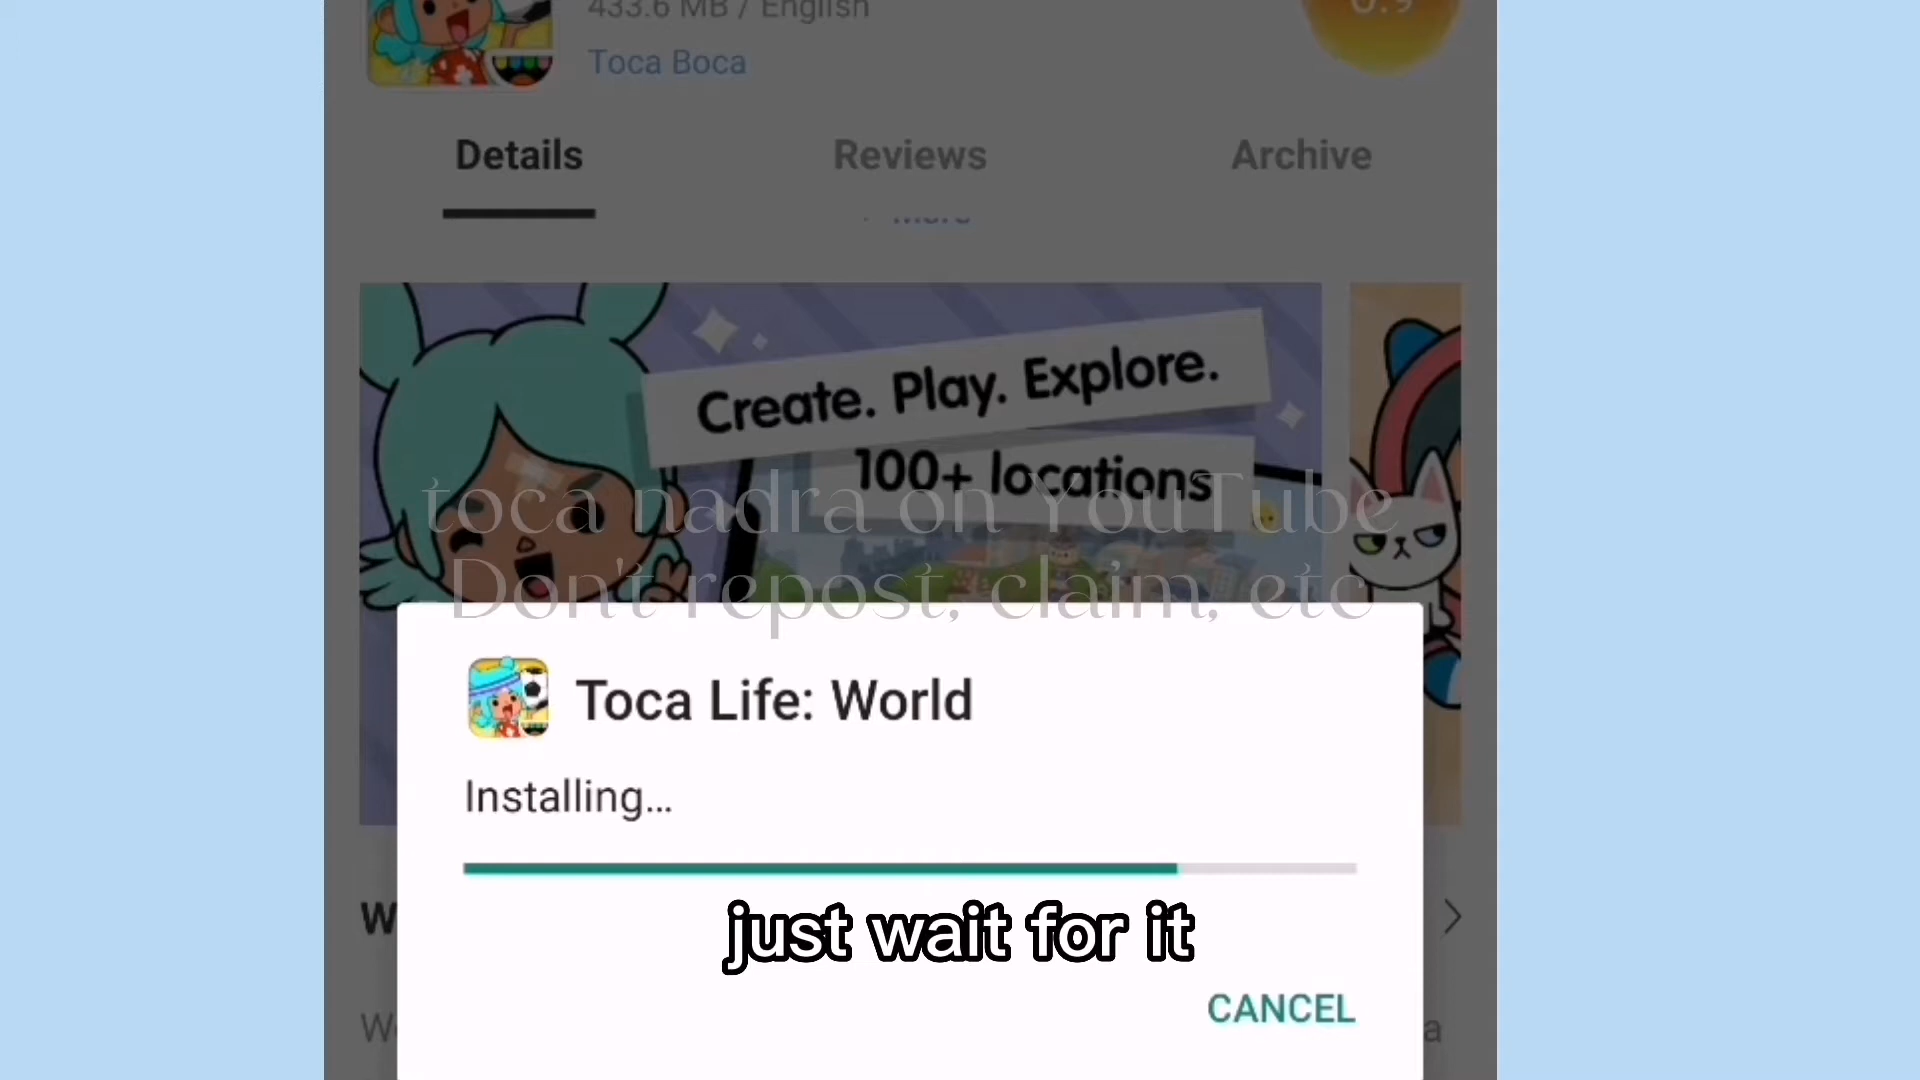 433.6 MB / English
Toca Boca
Details
Reviews
Archive
More
Create. Play. Explore.
100+ locations
toca nadra on YouTube
Don't repost, claim, etc
Toca Life: World
Installing...
just wait for it
CANCEL